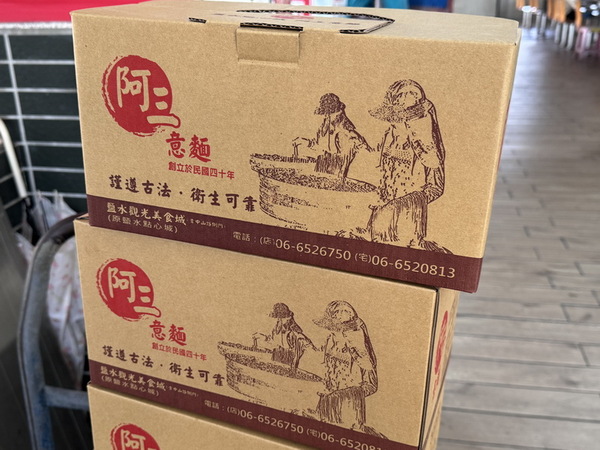 阿三
意麵
創立於民國四十年
謹遵古法·衛生可靠
鹽水觀光美食城
(原鹽水點心城)
電話：(店)06-6526750 (宅)06-6520813
阿三
意麵
創立於民國四十年
謹遵古法·衛生可靠
鹽水觀光美食城
(原鹽水點心城)
電話：(店)06-6526750 (宅)06-652081
阿三